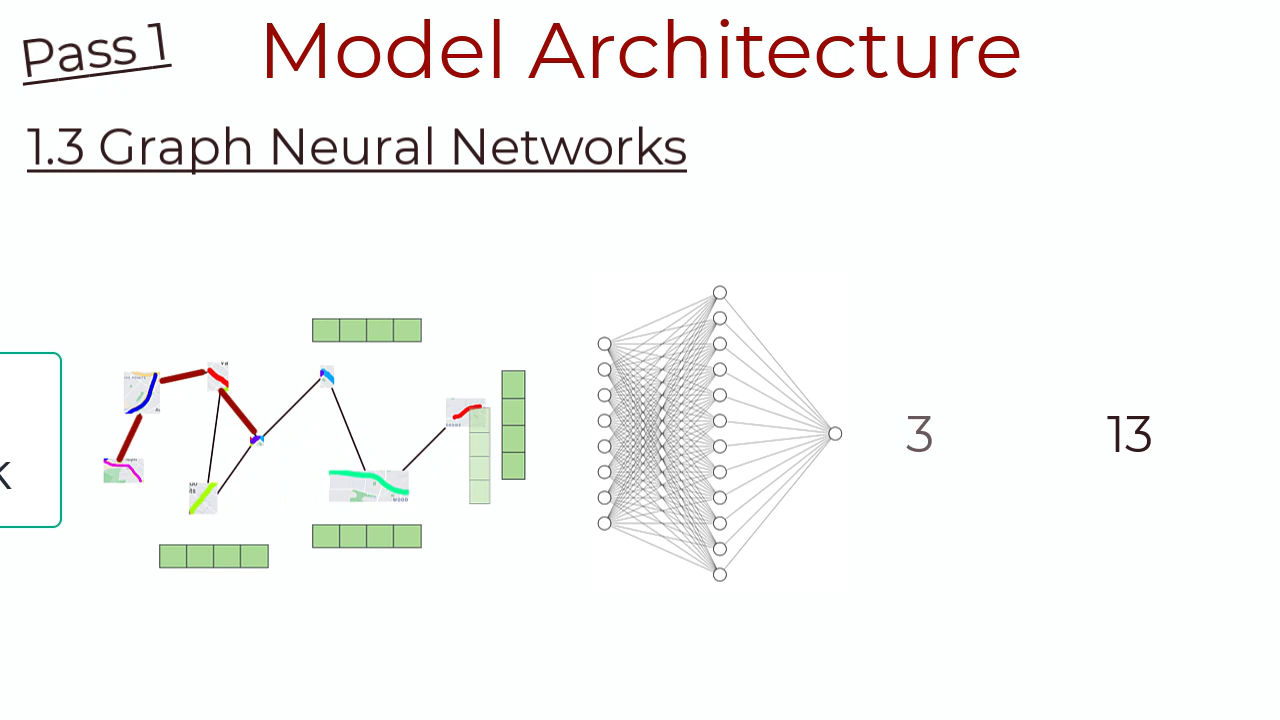 Pass 1
Model Architecture
1.3 Graph Neural Networks
3
13
k